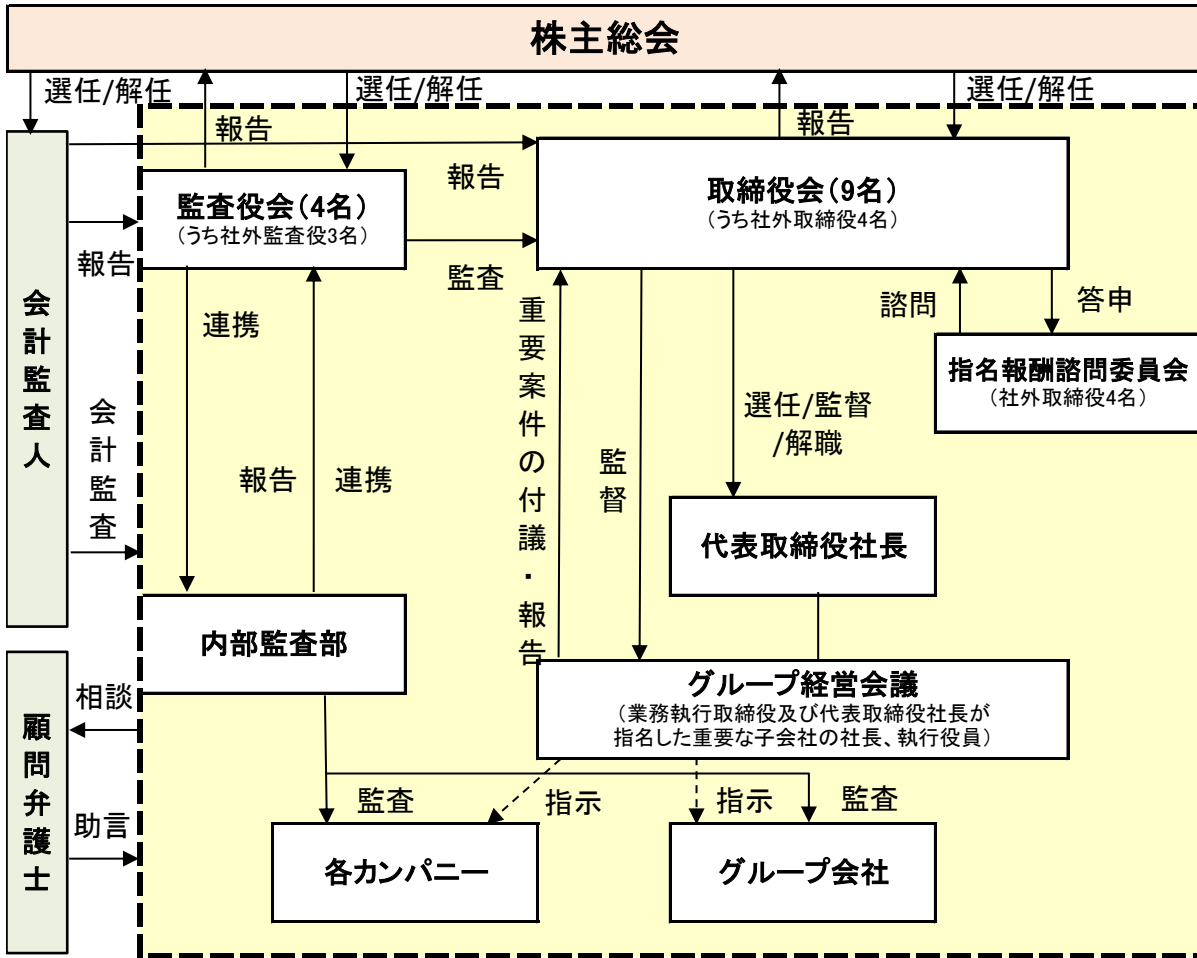 株主総会
選任/解任
報告
選任/解任
報告
選任/解任
会計監査人
報告
報告
会計監査
監査役会(4名)
(うち社外監査役3名)
監査
取締役会(9名)
(うち社外取締役4名)
諮問
答申
指名報酬諮問委員会
(社外取締役4名)
連携
報告
連携
重要案件の付議・報告
監督
選任/監督
/解職
代表取締役社長
内部監査部
グループ経営会議
(業務執行取締役及び代表取締役社長が
指名した重要な子会社の社長、執行役員)
顧問弁護士
相談
助言
監査
指示
指示
監査
各カンパニー
グループ会社